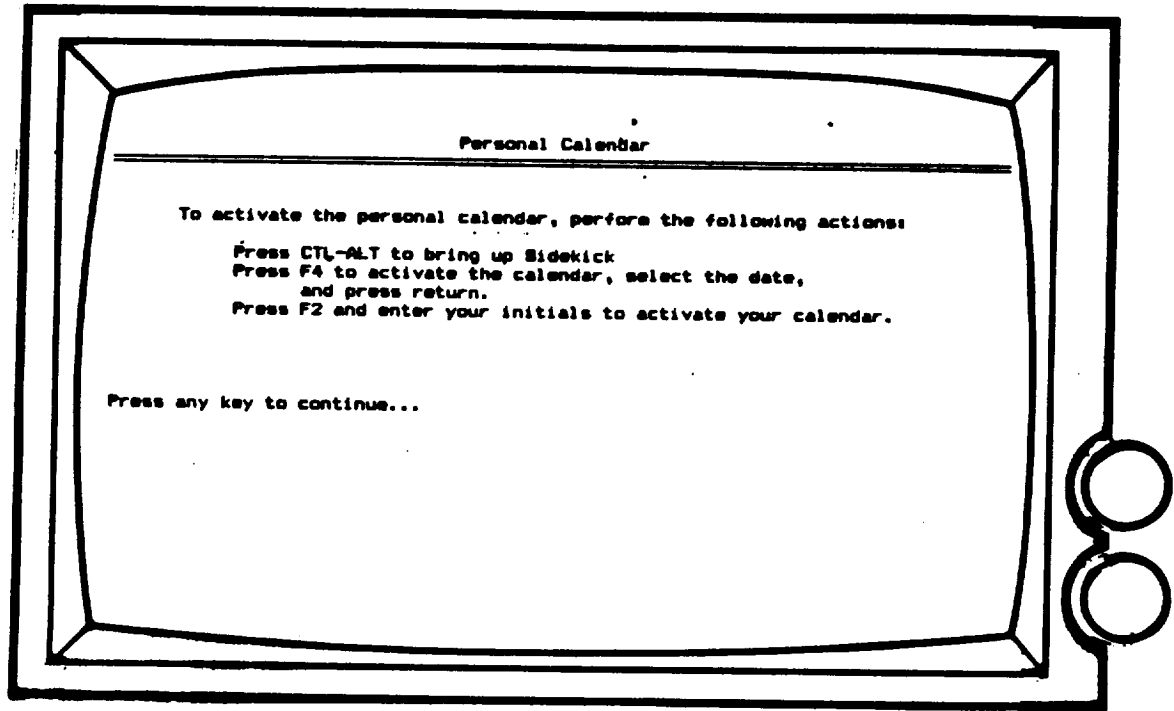 Personal Calendar
To activate the personal calendar, perform the following actions:
Press CTL-ALT to bring up Sidekick
Press F4 to activate the calendar, select the date,
and press return.
Press F2 and enter your initials to activate your calendar.
Press any key to continue...